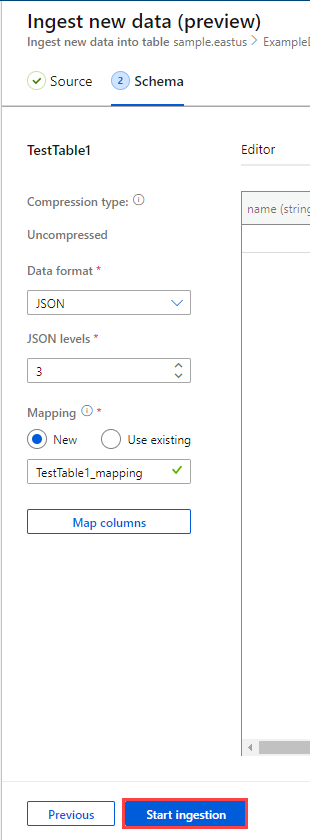 Ingest new data (preview)
Ingest new data into table sample.eastus > Example
Source 2 Schema
TestTable1
Editor
Compression type:
name (string
Uncompressed
Data format *
JSON
JSON levels *
3
Mapping *
New Use existing
TestTable1_mapping
Map columns
Previous Start ingestion